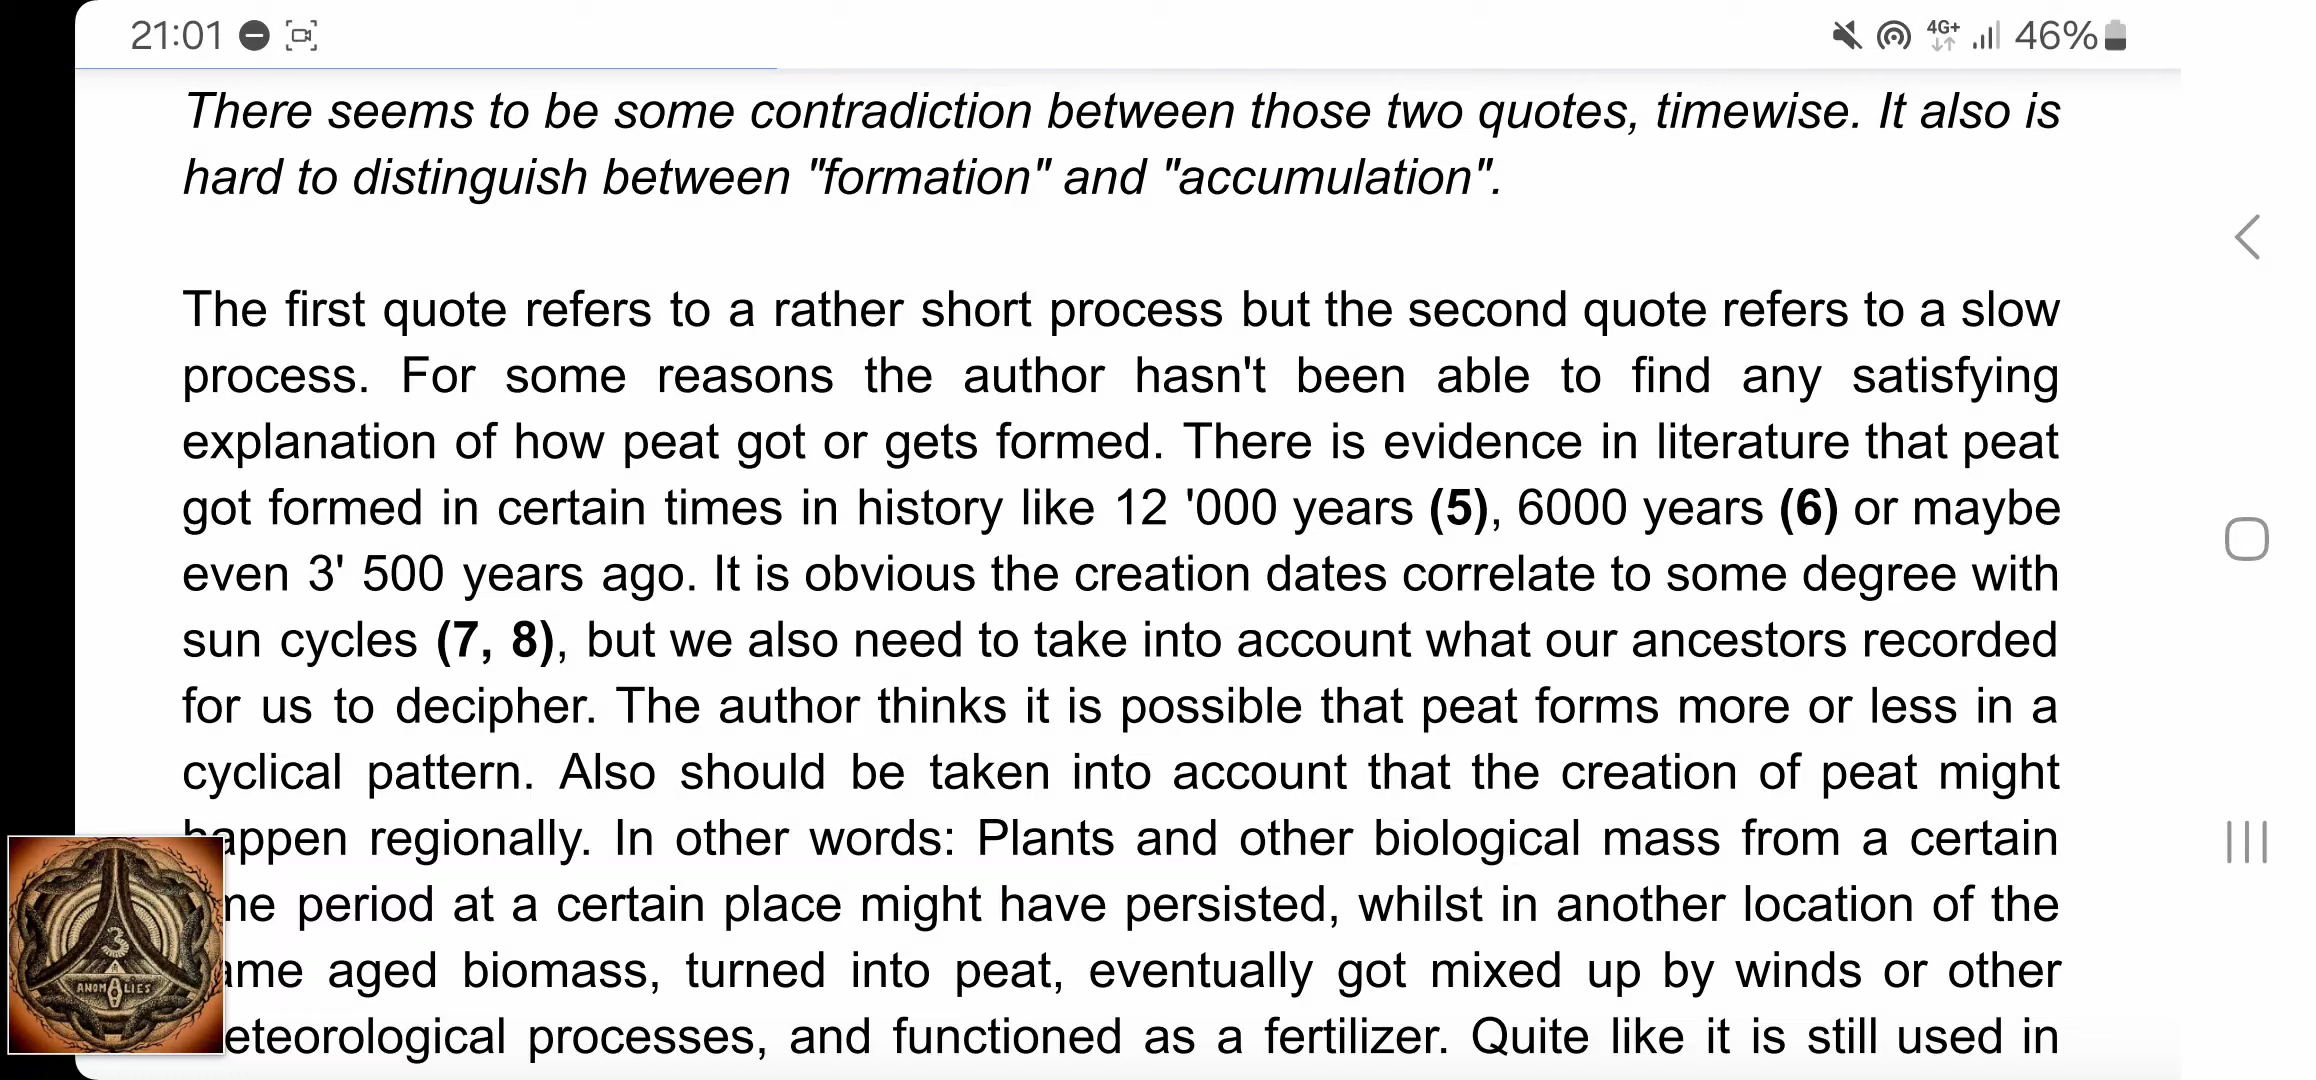 21:01 4G+ 46%
There seems to be some contradiction between those two quotes, timewise. It also is
hard to distinguish between "formation" and "accumulation".
The first quote refers to a rather short process but the second quote refers to a slow
process. For some reasons the author hasn't been able to find any satisfying
explanation of how peat got or gets formed. There is evidence in literature that peat
got formed in certain times in history like 12 '000 years (5), 6000 years (6) or maybe
even 3' 500 years ago. It is obvious the creation dates correlate to some degree with
sun cycles (7, 8), but we also need to take into account what our ancestors recorded
for us to decipher. The author thinks it is possible that peat forms more or less in a
cyclical pattern. Also should be taken into account that the creation of peat might
happen regionally. In other words: Plants and other biological mass from a certain
me period at a certain place might have persisted, whilst in another location of the
ame aged biomass, turned into peat, eventually got mixed up by winds or other
eteorological processes, and functioned as a fertilizer. Quite like it is still used in
3
ANOMALIES